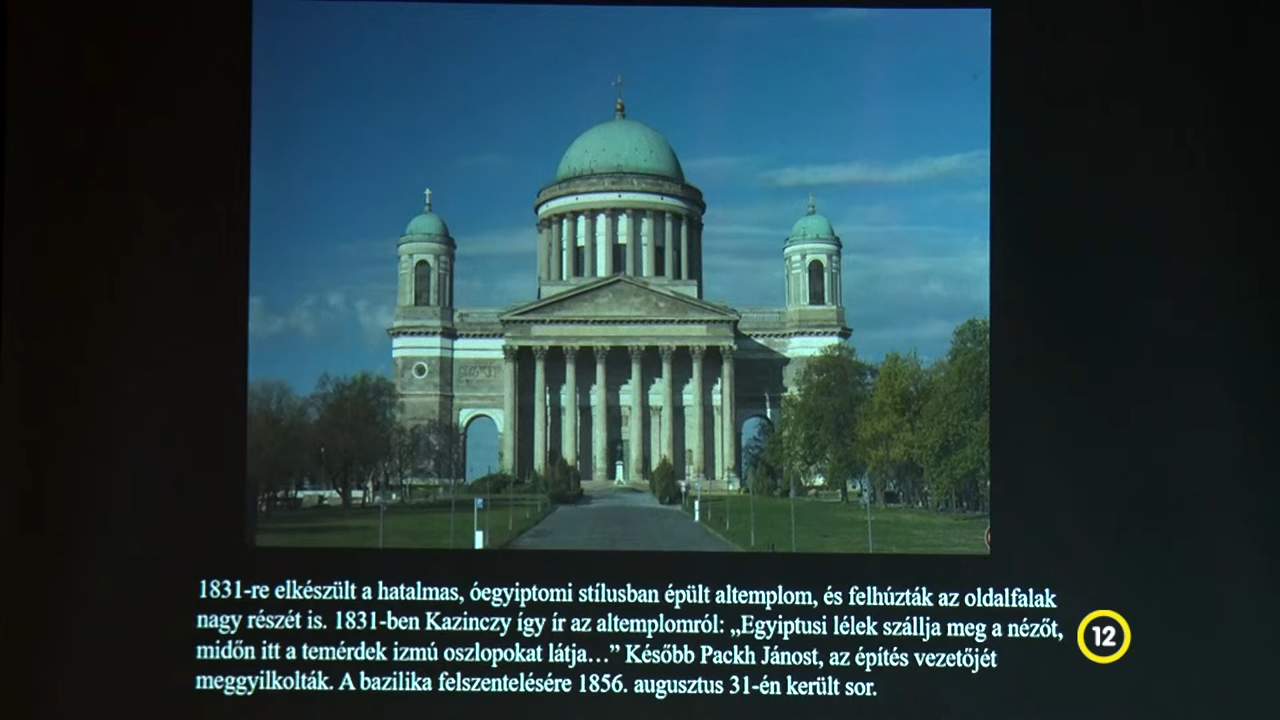 1831-re elkészült a hatalmas, óegyiptomi stílusban épült altemplom, és felhúzták az oldalfalak
nagy részét is. 1831-ben Kazinczy így ír az altemplomról: „Egyiptusi lélek szállja meg a nézőt,
midőn itt a temérdek izmú oszlopokat látja…” Később Packh Jánost, az építés vezetőjét
meggyilkolták. A bazilika felszentelésére 1856. augusztus 31-én került sor.
12